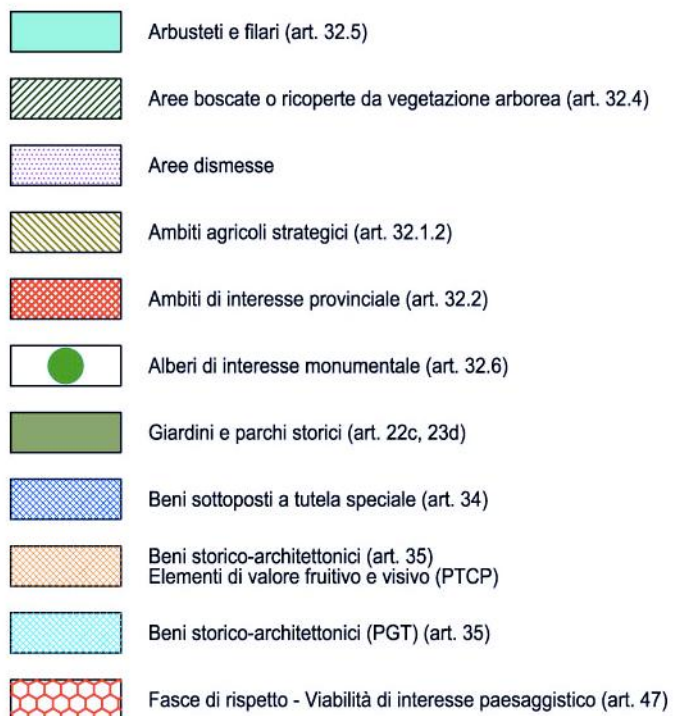 Arbusteti e filari (art. 32.5)
Aree boscate o ricoperte da vegetazione arborea (art. 32.4)
Aree dismesse
Ambiti agricoli strategici (art. 32.1.2)
Ambiti di interesse provinciale (art. 32.2)
Alberi di interesse monumentale (art. 32.6)
Giardini e parchi storici (art. 22c, 23d)
Beni sottoposti a tutela speciale (art. 34)
Beni storico-architettonici (art. 35)
Elementi di valore fruitivo e visivo (PTCP)
Beni storico-architettonici (PGT) (art. 35)
Fasce di rispetto - Viabilità di interesse paesaggistico (art. 47)